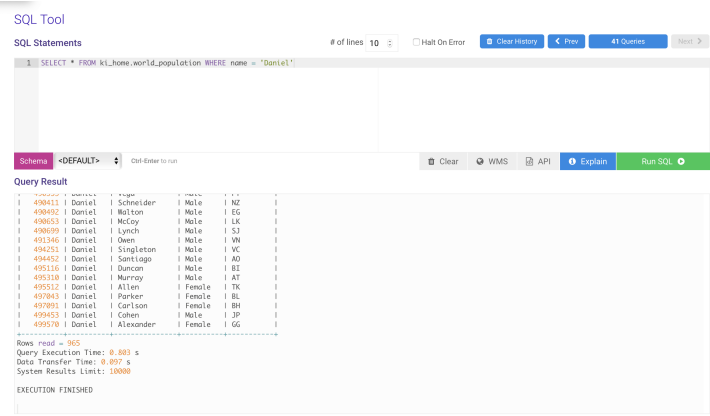 SQL Tool
SQL Statements
# of lines 10 Halt On Error Clear History Prev 41 Queries Next
1 SELECT * FROM ki_home.world_population WHERE name = 'Daniel'
Schema <DEFAULT> Ctrl-Enter to run Clear WMS API Explain Run SQL
Query Result
| 490411 | Daniel | Schneider | Male | NZ |
| 490492 | Daniel | Walton | Male | EG |
| 490653 | Daniel | McCoy | Male | LK |
| 490699 | Daniel | Lynch | Male | SJ |
| 491346 | Daniel | Owen | Male | VN |
| 494251 | Daniel | Singleton | Male | VC |
| 494452 | Daniel | Santiago | Male | AO |
| 495116 | Daniel | Duncan | Male | BI |
| 495310 | Daniel | Murray | Male | AT |
| 495512 | Daniel | Allen | Female | TK |
| 497043 | Daniel | Parker | Female | BL |
| 497091 | Daniel | Carlson | Female | BH |
| 499453 | Daniel | Cohen | Male | JP |
| 499570 | Daniel | Alexander | Female | GG |
+----------+----------+---------------+----------+-----------+
Rows read = 965
Query Execution Time: 0.803 s
Data Transfer Time: 0.097 s
System Results Limit: 10000
EXECUTION FINISHED